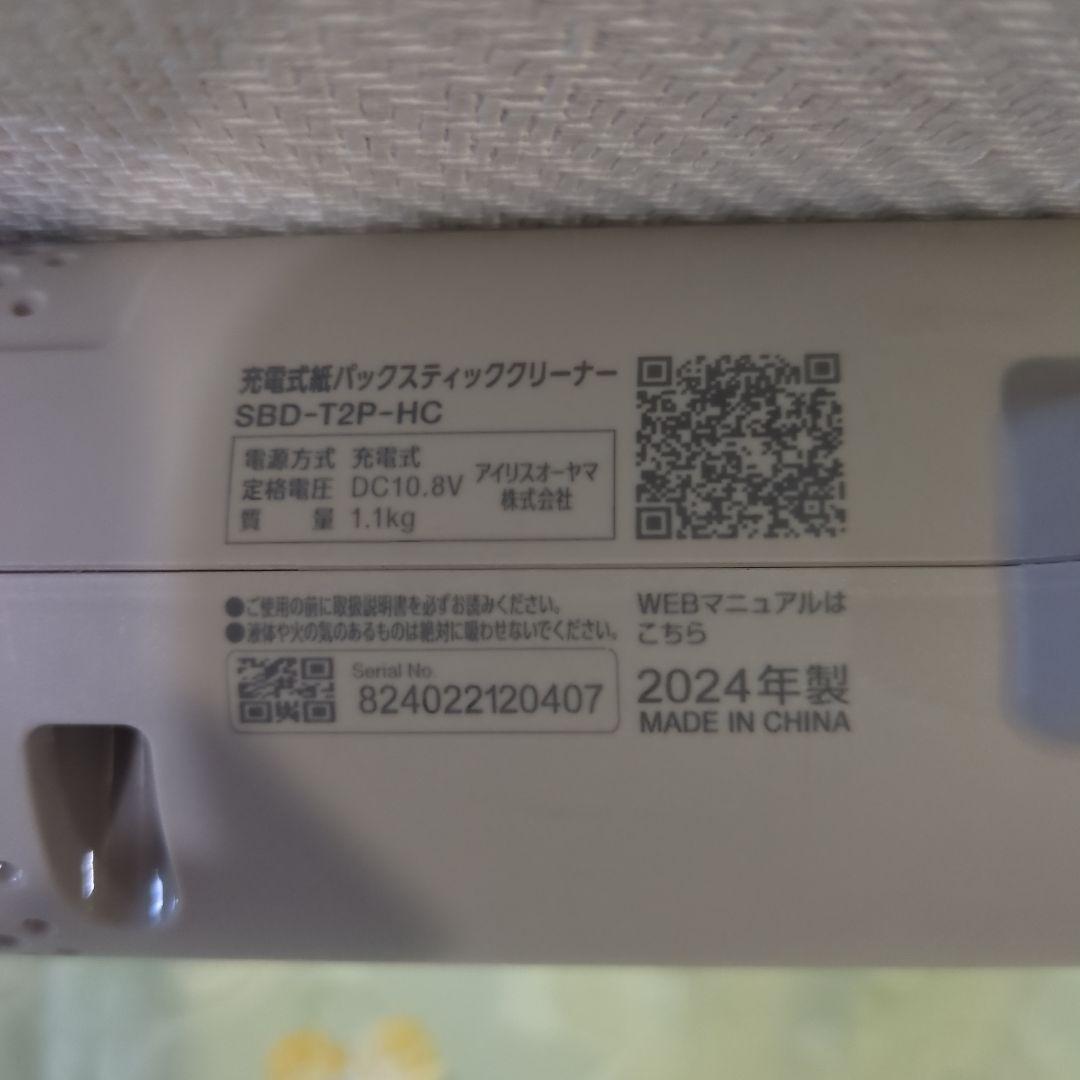 充電式紙パックスティッククリーナー
SBD-T2P-HC
電源方式 充電式
定格電圧 DC10.8V
質 量 1.1kg
アイリスオーヤマ
株式会社
●ご使用の前に取扱説明書を必ずお読みください。
●液体や火の気のあるものは絶対に吸わせないでください。
Serial No.
824022120407
WEBマニュアルは
こちら
2024年製
MADE IN CHINA